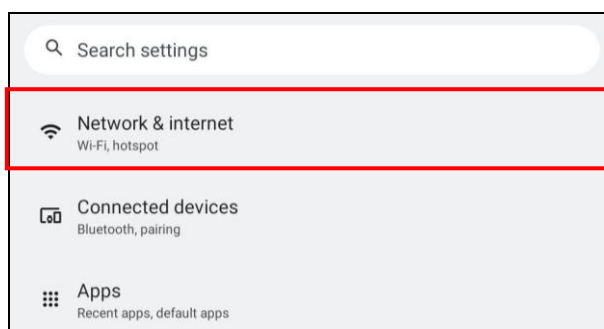 Search settings
Network & internet
Wi-Fi, hotspot
Connected devices
Bluetooth, pairing
Apps
Recent apps, default apps